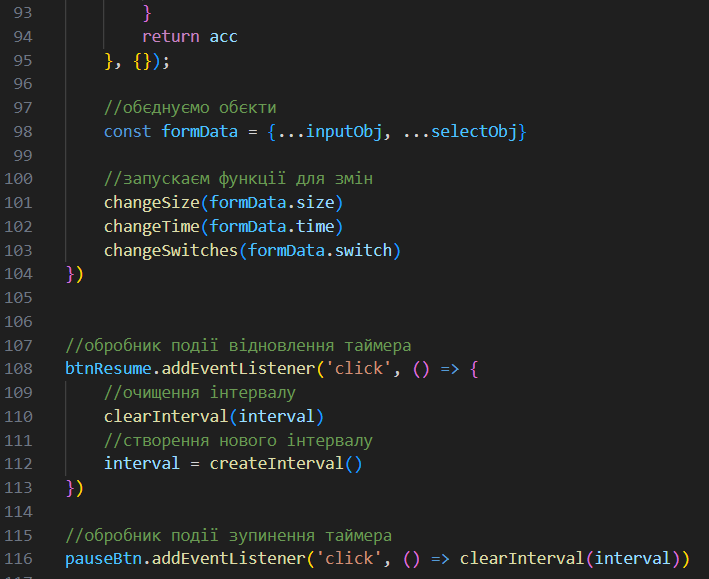 93 }
94 return acc
95 }, {});
96
97 //обєднуємо обєкти
98 const formData = {...inputObj, ...selectObj}
99
100 //запускаєм функції для змін
101 changeSize(formData.size)
102 changeTime(formData.time)
103 changeSwitches(formData.switch)
104 })
105
106
107 //обробник події відновлення таймера
108 btnResume.addEventListener('click', () => {
109 //очищення інтервалу
110 clearInterval(interval)
111 //створення нового інтервалу
112 interval = createInterval()
113 })
114
115 //обробник події зупинення таймера
116 pauseBtn.addEventListener('click', () => clearInterval(interval))
117